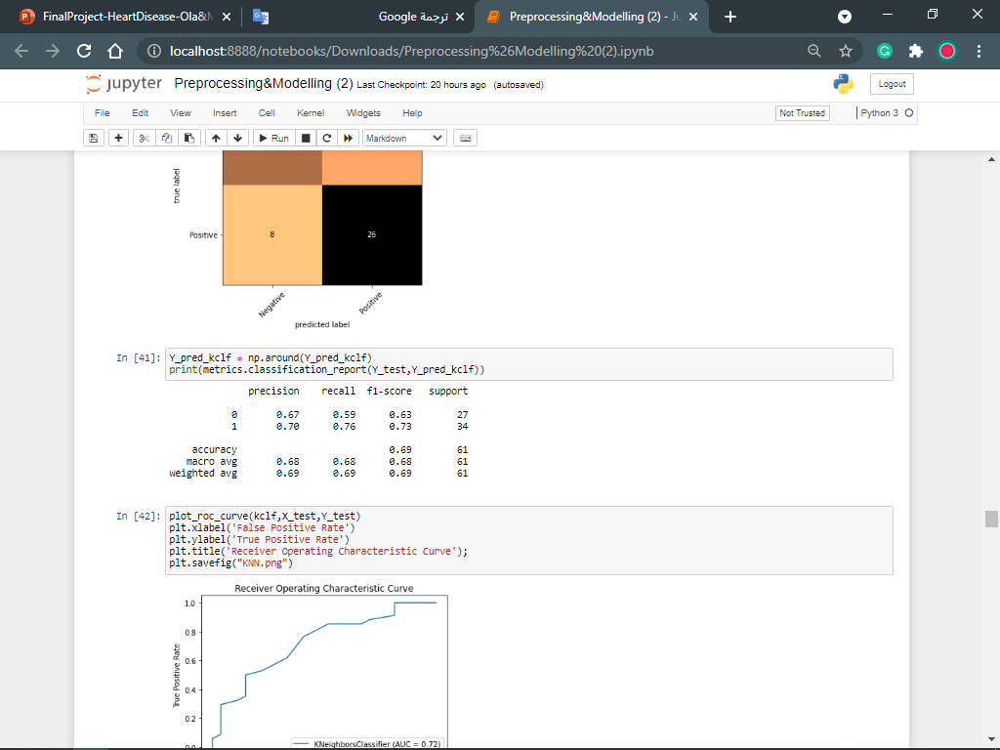 FinalProject-HeartDisease-Ola&
ترجمة Google
Preprocessing&Modelling (2) - J
localhost:8888/notebooks/Downloads/Preprocessing%26Modelling%20(2).ipynb
jupyter Preprocessing&Modelling (2) Last Checkpoint: 20 hours ago (autosaved)
Logout
File Edit View Insert Cell Kernel Widgets Help
Not Trusted
Python 3
Run
Markdown
true label
Positive
8
26
Negative
Positive
predicted label
In [41]:
Y_pred_kclf = np.around(Y_pred_kclf)
print(metrics.classification_report(Y_test,Y_pred_kclf))
precision recall f1-score support
0 0.67 0.59 0.63 27
1 0.70 0.76 0.73 34
accuracy 0.69 61
macro avg 0.68 0.68 0.68 61
weighted avg 0.69 0.69 0.69 61
In [42]:
plot_roc_curve(kclf,X_test,Y_test)
plt.xlabel('False Positive Rate')
plt.ylabel('True Positive Rate')
plt.title('Receiver Operating Characteristic Curve');
plt.savefig("KNN.png")
Receiver Operating Characteristic Curve
1.0
0.8
0.6
0.4
0.2
0.0
True Positive Rate
KNeighborsClassifier (AUC = 0.72)